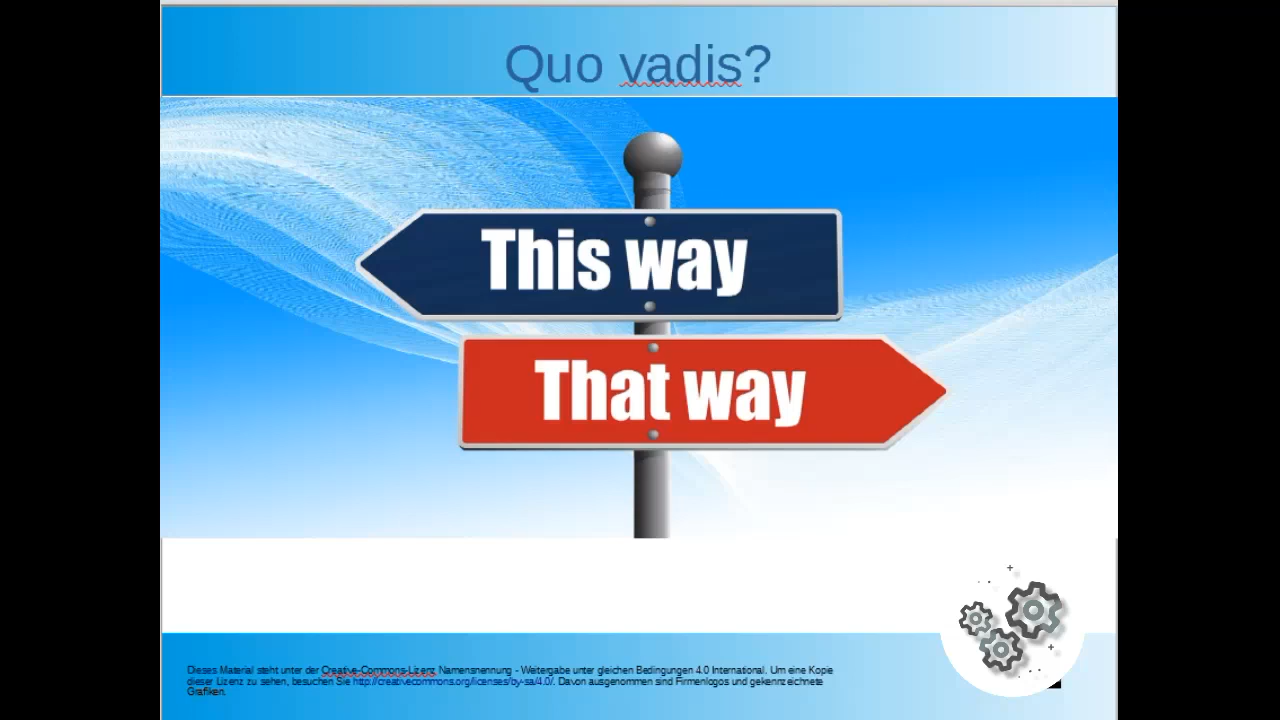 Quo vadis?
This way
That way
Dieses Material steht unter der Creative-Commons-Lizenz Namensnennung - Weitergabe unter gleichen Bedingungen 4.0 International. Um eine Kopie
dieser Lizenz zu sehen, besuchen Sie http://creativecommons.org/licenses/by-sa/4.0/. Davon ausgenommen sind Firmenlogos und gekennzeichnete
Grafiken.